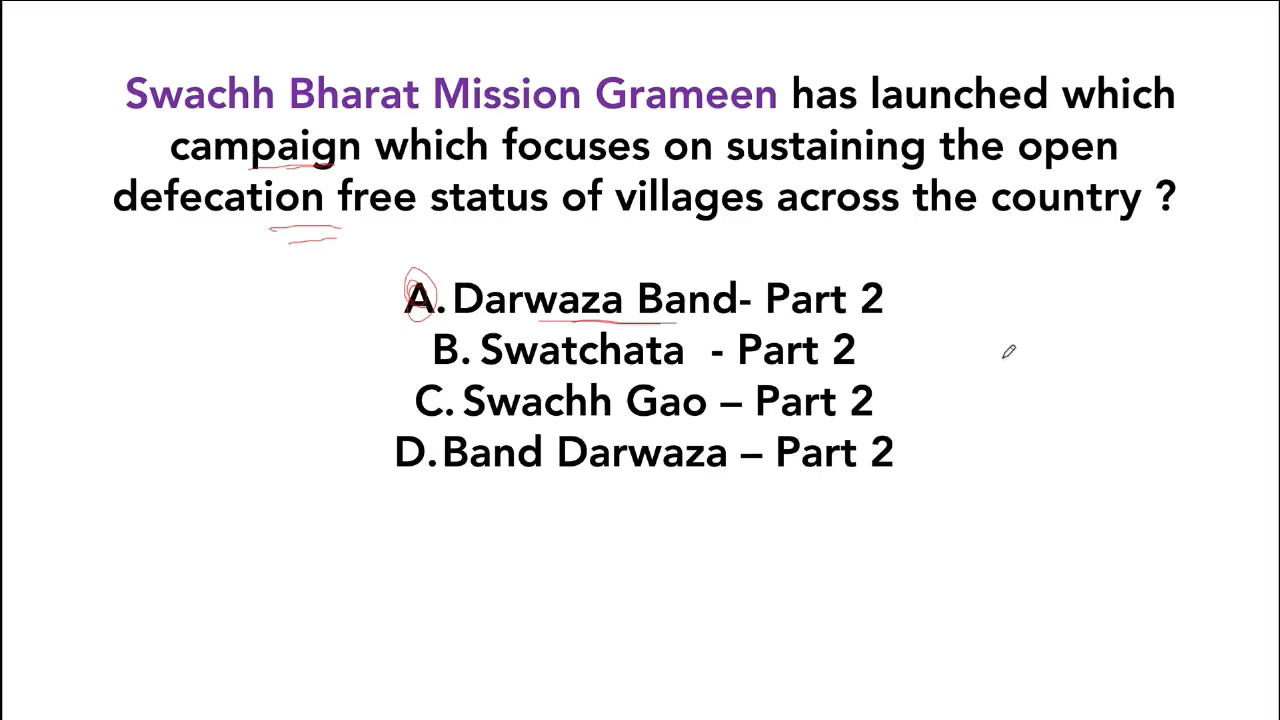 Swachh Bharat Mission Grameen has launched which
campaign which focuses on sustaining the open
defecation free status of villages across the country ?
A. Darwaza Band- Part 2
B. Swatchata - Part 2
C. Swachh Gao – Part 2
D. Band Darwaza – Part 2